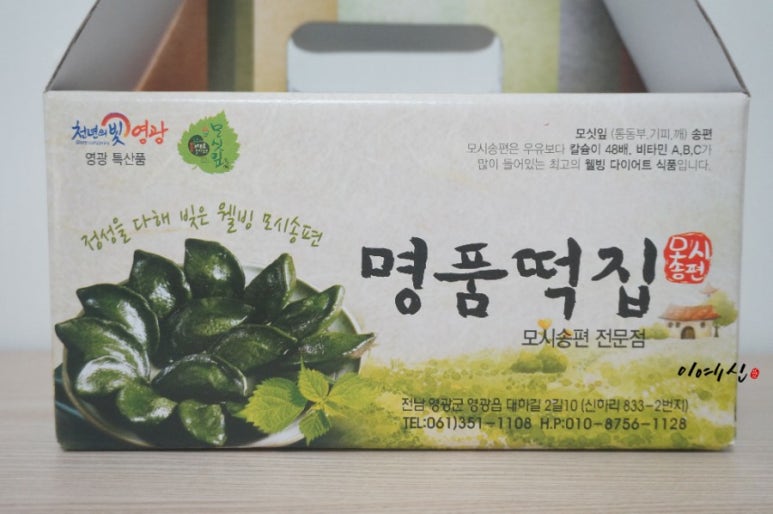 천년의 빛 영광
영광 특산품
모싯잎
모싯잎 (통동부,기피,깨) 송편
모시송편은 우유보다 칼슘이 48배, 비타민 A,B,C가
많이 들어있는 최고의 웰빙 다이어트 식품입니다.
정성을 다해 빚은 웰빙 모시송편
명품떡집
모시
송편
모시송편 전문점
이예신
전남 영광군 영광읍 대하길 2길10 (신하리 833-2번지)
TEL:061)351-1108 H.P:010-8756-1128